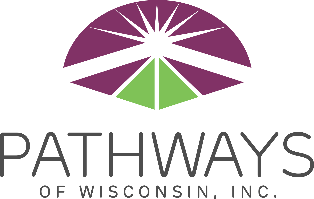 PATHWAYS
OF WISCONSIN, INC.